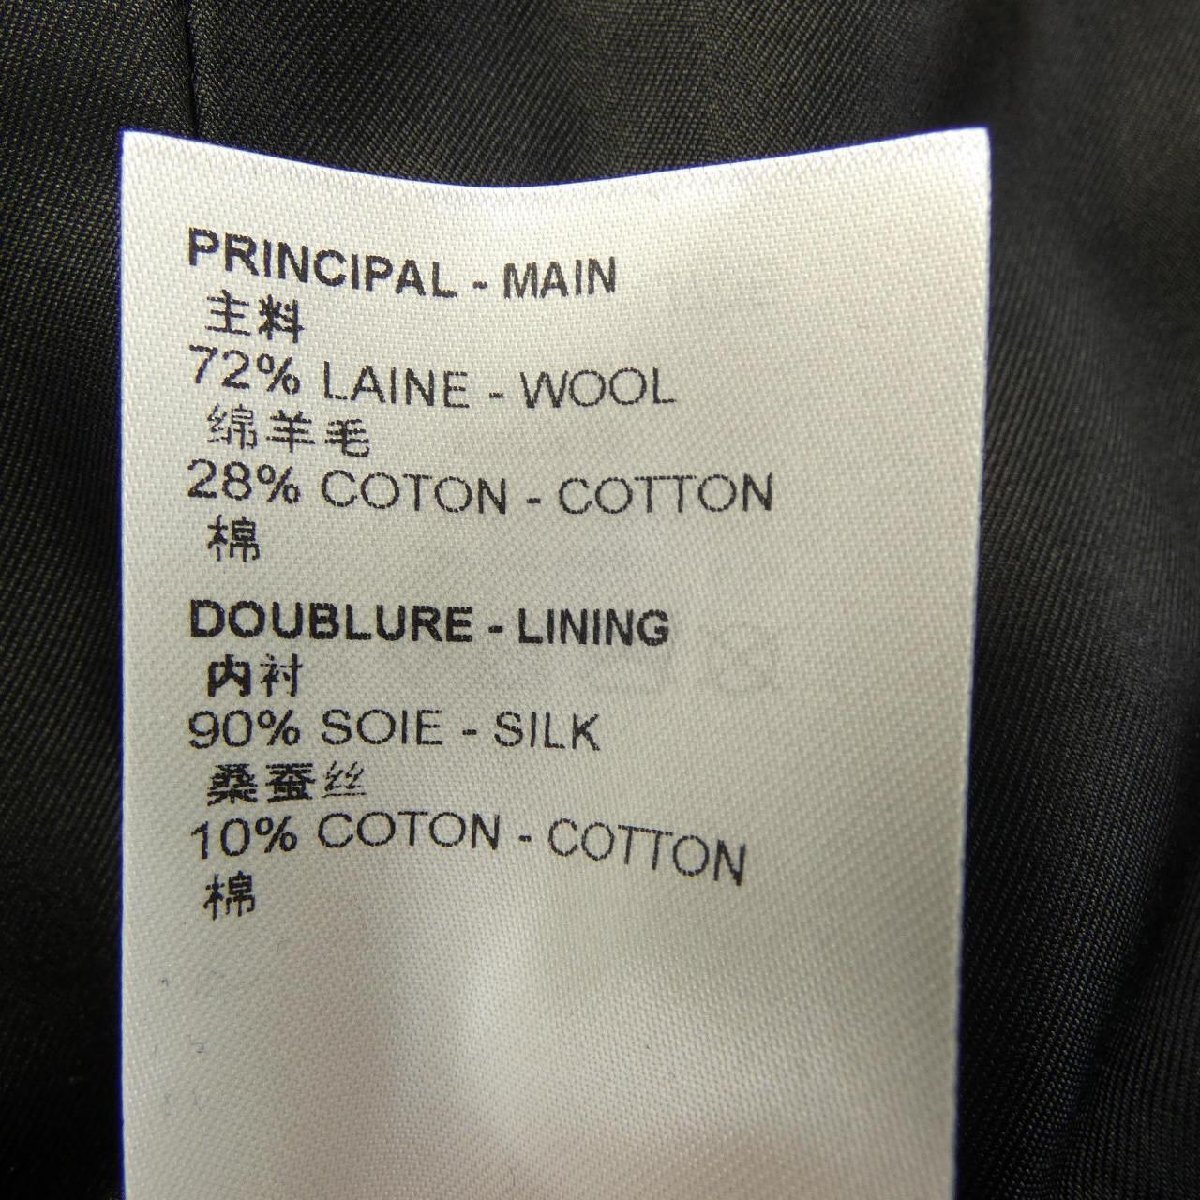 PRINCIPAL - MAIN
主料
72% LAINE - WOOL
绵羊毛
28% COTON - COTTON
棉
DOUBLURE - LINING
内衬
90% SOIE - SILK
桑蚕丝
10% COTON - COTTON
棉